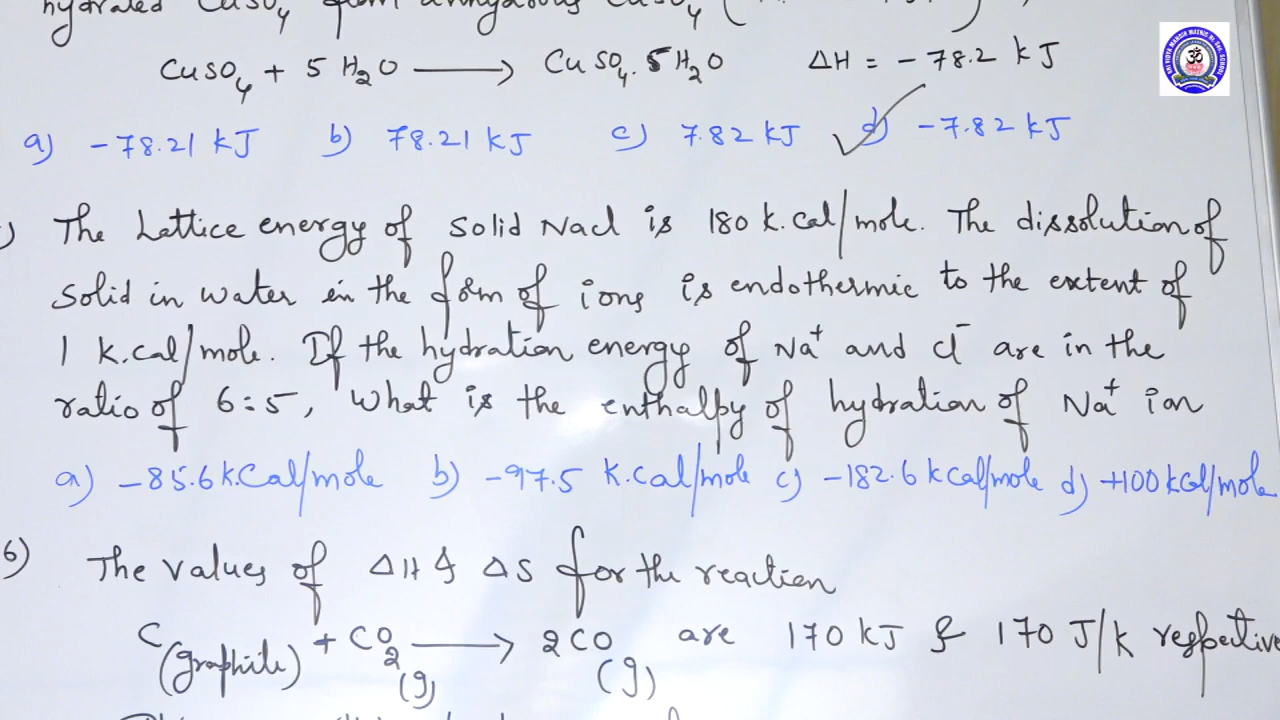 hydrated CuSO4 from anhydrous CuSO4
CuSO4 + 5 H2O → CuSO4. 5H2O ΔH = - 78.2 kJ
a) -78.21 kJ b) 78.21 kJ c) 7.82 kJ d) -7.82 kJ
The Lattice energy of solid Nacl is 180 k.cal/mole. The dissolution of
solid in water in the form of ions is endothermic to the extent of
1 k.cal/mole. If the hydration energy of Na+ and cl- are in the
ratio of 6:5, what is the enthalpy of hydration of Na+ ion
a) -85.6 k.Cal/mole b) -97.5 k.cal/mole c) -182.6 kcal/mole d) +100 kcal/mole
6) The values of ΔH & ΔS for the reaction
C(graphite) + CO2(g) → 2CO(g) are 170 kJ & 170 J/k respective